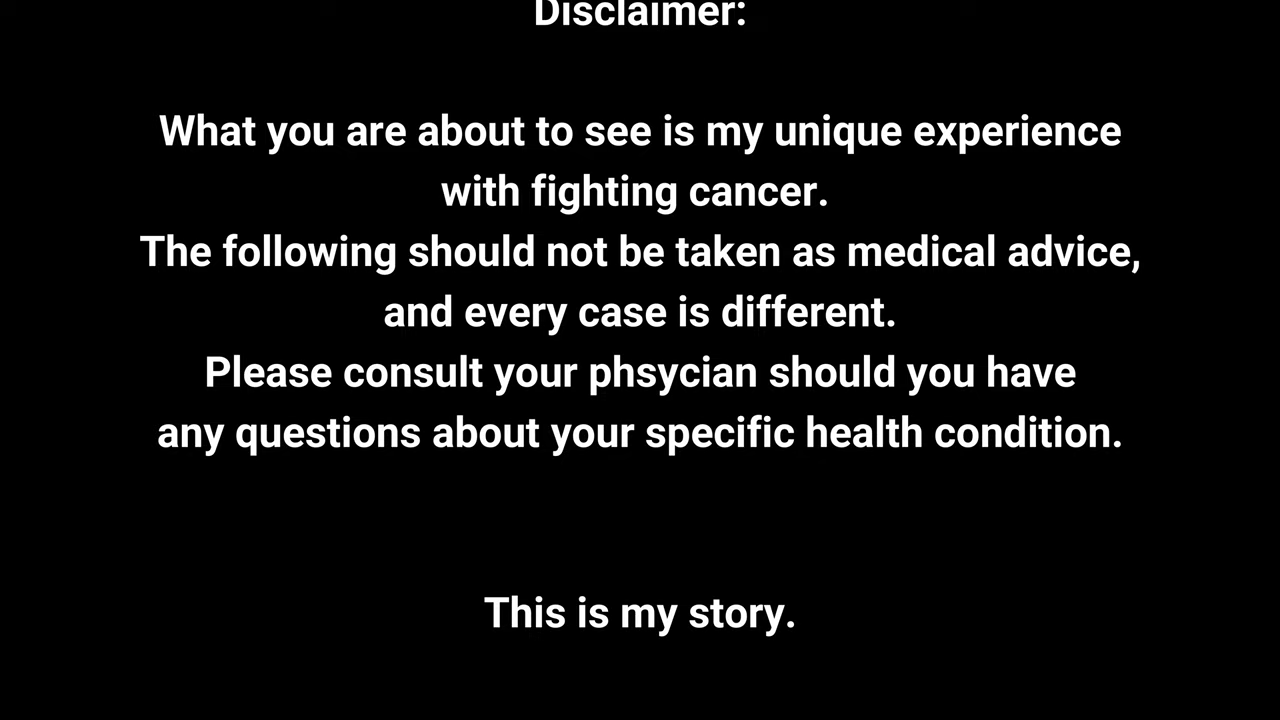 Disclaimer:
What you are about to see is my unique experience
with fighting cancer.
The following should not be taken as medical advice,
and every case is different.
Please consult your phsycian should you have
any questions about your specific health condition.
This is my story.